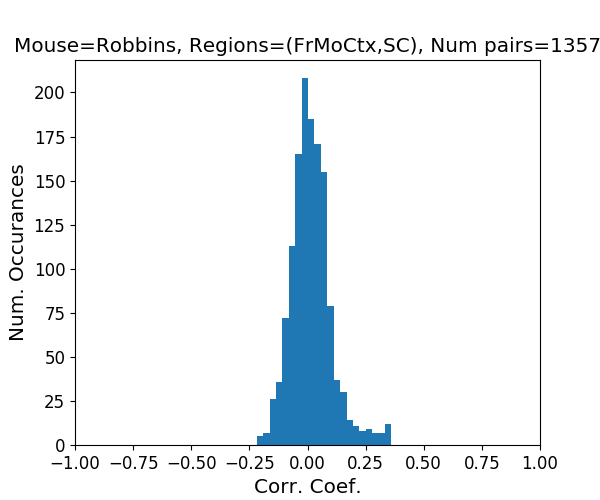 Mouse=Robbins, Regions=(FrMoCtx,SC), Num pairs=1357
Num. Occurances
200
175
150
125
100
75
50
25
0
−1.00 −0.75 −0.50 −0.25 0.00 0.25 0.50 0.75 1.00
Corr. Coef.